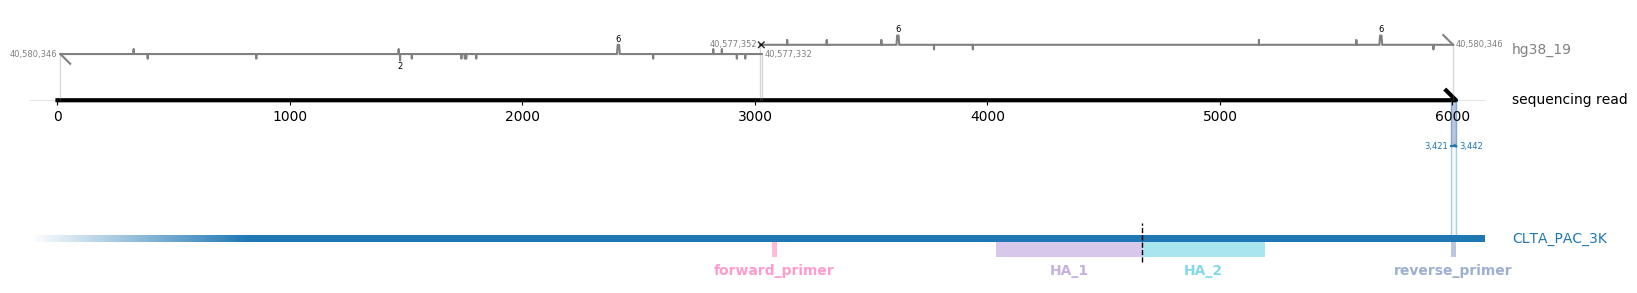 6
6
40,577,352
40,580,346
hg38_19
40,580,346
40,577,332
2
sequencing read
0
1000
2000
3000
4000
5000
6000
3,421
3,442
CLTA_PAC_3K
forward_primer
HA_1
HA_2
reverse_primer